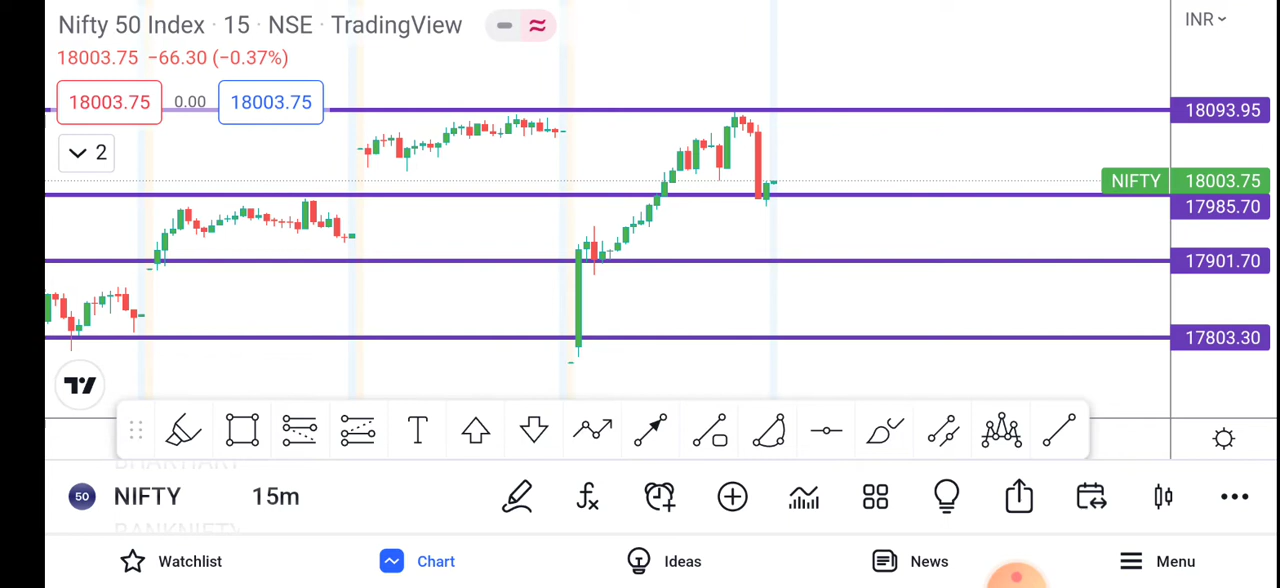 Nifty 50 Index · 15 · NSE · TradingView
INR
18003.75 −66.30 (−0.37%)
18003.75 0.00 18003.75
18093.95
2
NIFTY 18003.75
17985.70
17901.70
17803.30
T
BHARTIARTL
50 NIFTY 15m
BANKNIFTY
Watchlist Chart Ideas News Menu